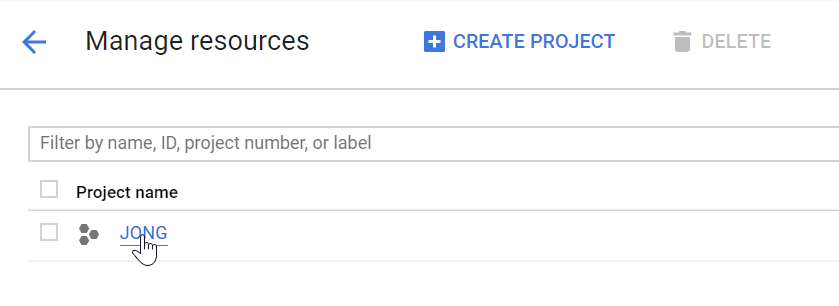 Manage resources
CREATE PROJECT
DELETE
Filter by name, ID, project number, or label
Project name
JONG